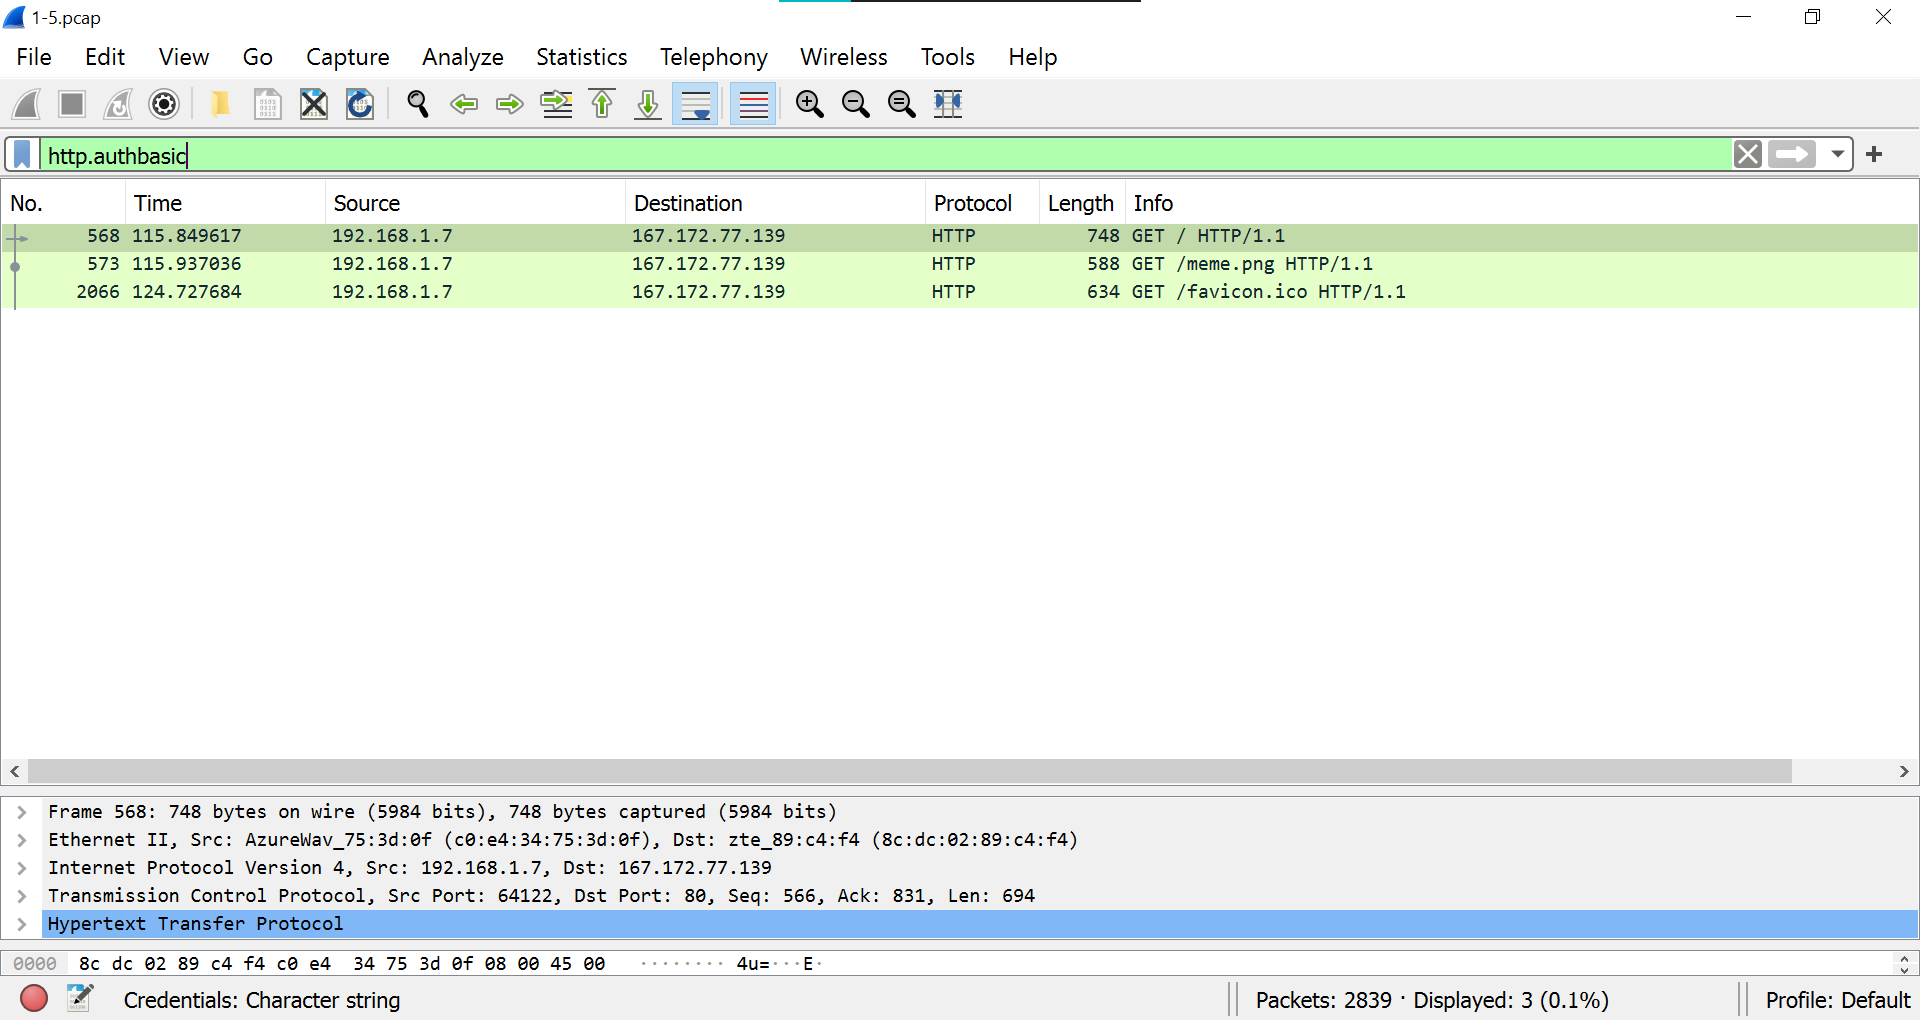 1-5.pcap
File Edit View Go Capture Analyze Statistics Telephony Wireless Tools Help
http.authbasic
No. Time Source Destination Protocol Length Info
568 115.849617 192.168.1.7 167.172.77.139 HTTP 748 GET / HTTP/1.1
573 115.937036 192.168.1.7 167.172.77.139 HTTP 588 GET /meme.png HTTP/1.1
2066 124.727684 192.168.1.7 167.172.77.139 HTTP 634 GET /favicon.ico HTTP/1.1
Frame 568: 748 bytes on wire (5984 bits), 748 bytes captured (5984 bits)
Ethernet II, Src: AzureWav_75:3d:0f (c0:e4:34:75:3d:0f), Dst: zte_89:c4:f4 (8c:dc:02:89:c4:f4)
Internet Protocol Version 4, Src: 192.168.1.7, Dst: 167.172.77.139
Transmission Control Protocol, Src Port: 64122, Dst Port: 80, Seq: 566, Ack: 831, Len: 694
Hypertext Transfer Protocol
0000 8c dc 02 89 c4 f4 c0 e4 34 75 3d 0f 08 00 45 00 ········ 4u=···E·
Credentials: Character string Packets: 2839 · Displayed: 3 (0.1%) Profile: Default